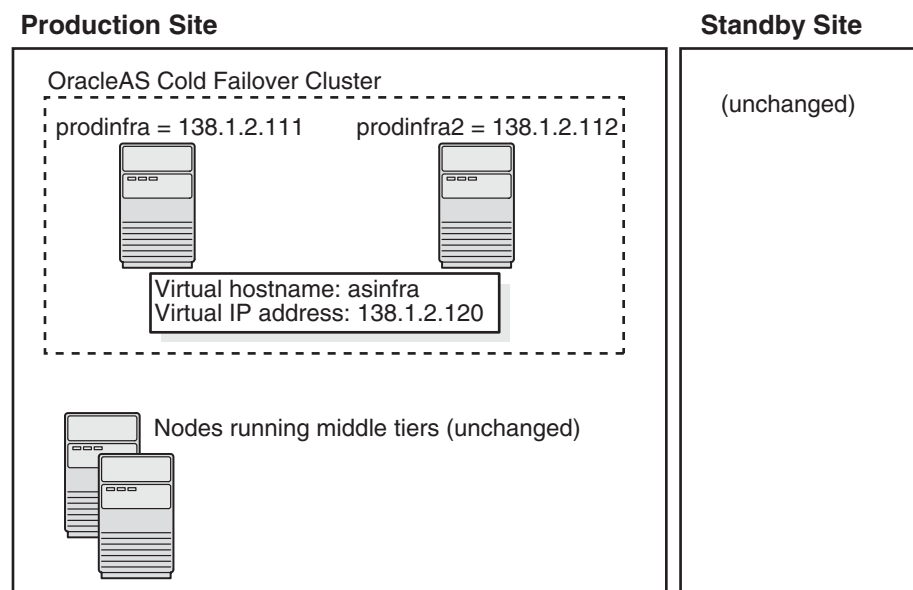 Production Site
Standby Site
OracleAS Cold Failover Cluster
(unchanged)
prodinfra = 138.1.2.111
prodinfra2 = 138.1.2.112
Virtual hostname: asinfra
Virtual IP address: 138.1.2.120
Nodes running middle tiers (unchanged)